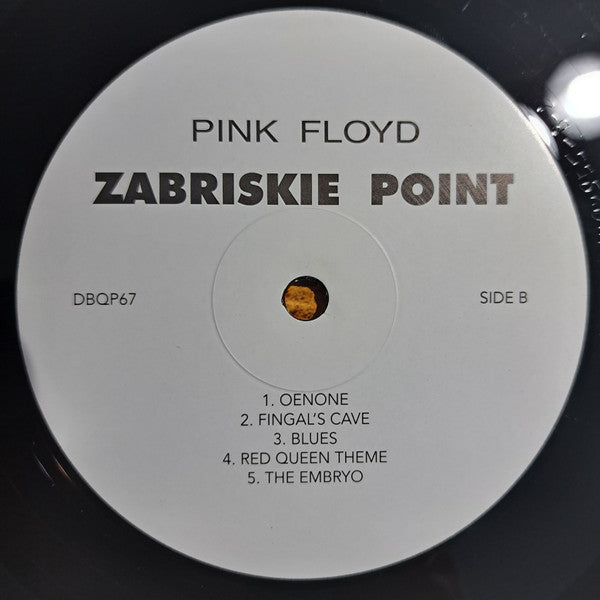 PINK FLOYD
ZABRISKIE POINT
DBQP67
SIDE B
1. OENONE
2. FINGAL'S CAVE
3. BLUES
4. RED QUEEN THEME
5. THE EMBRYO